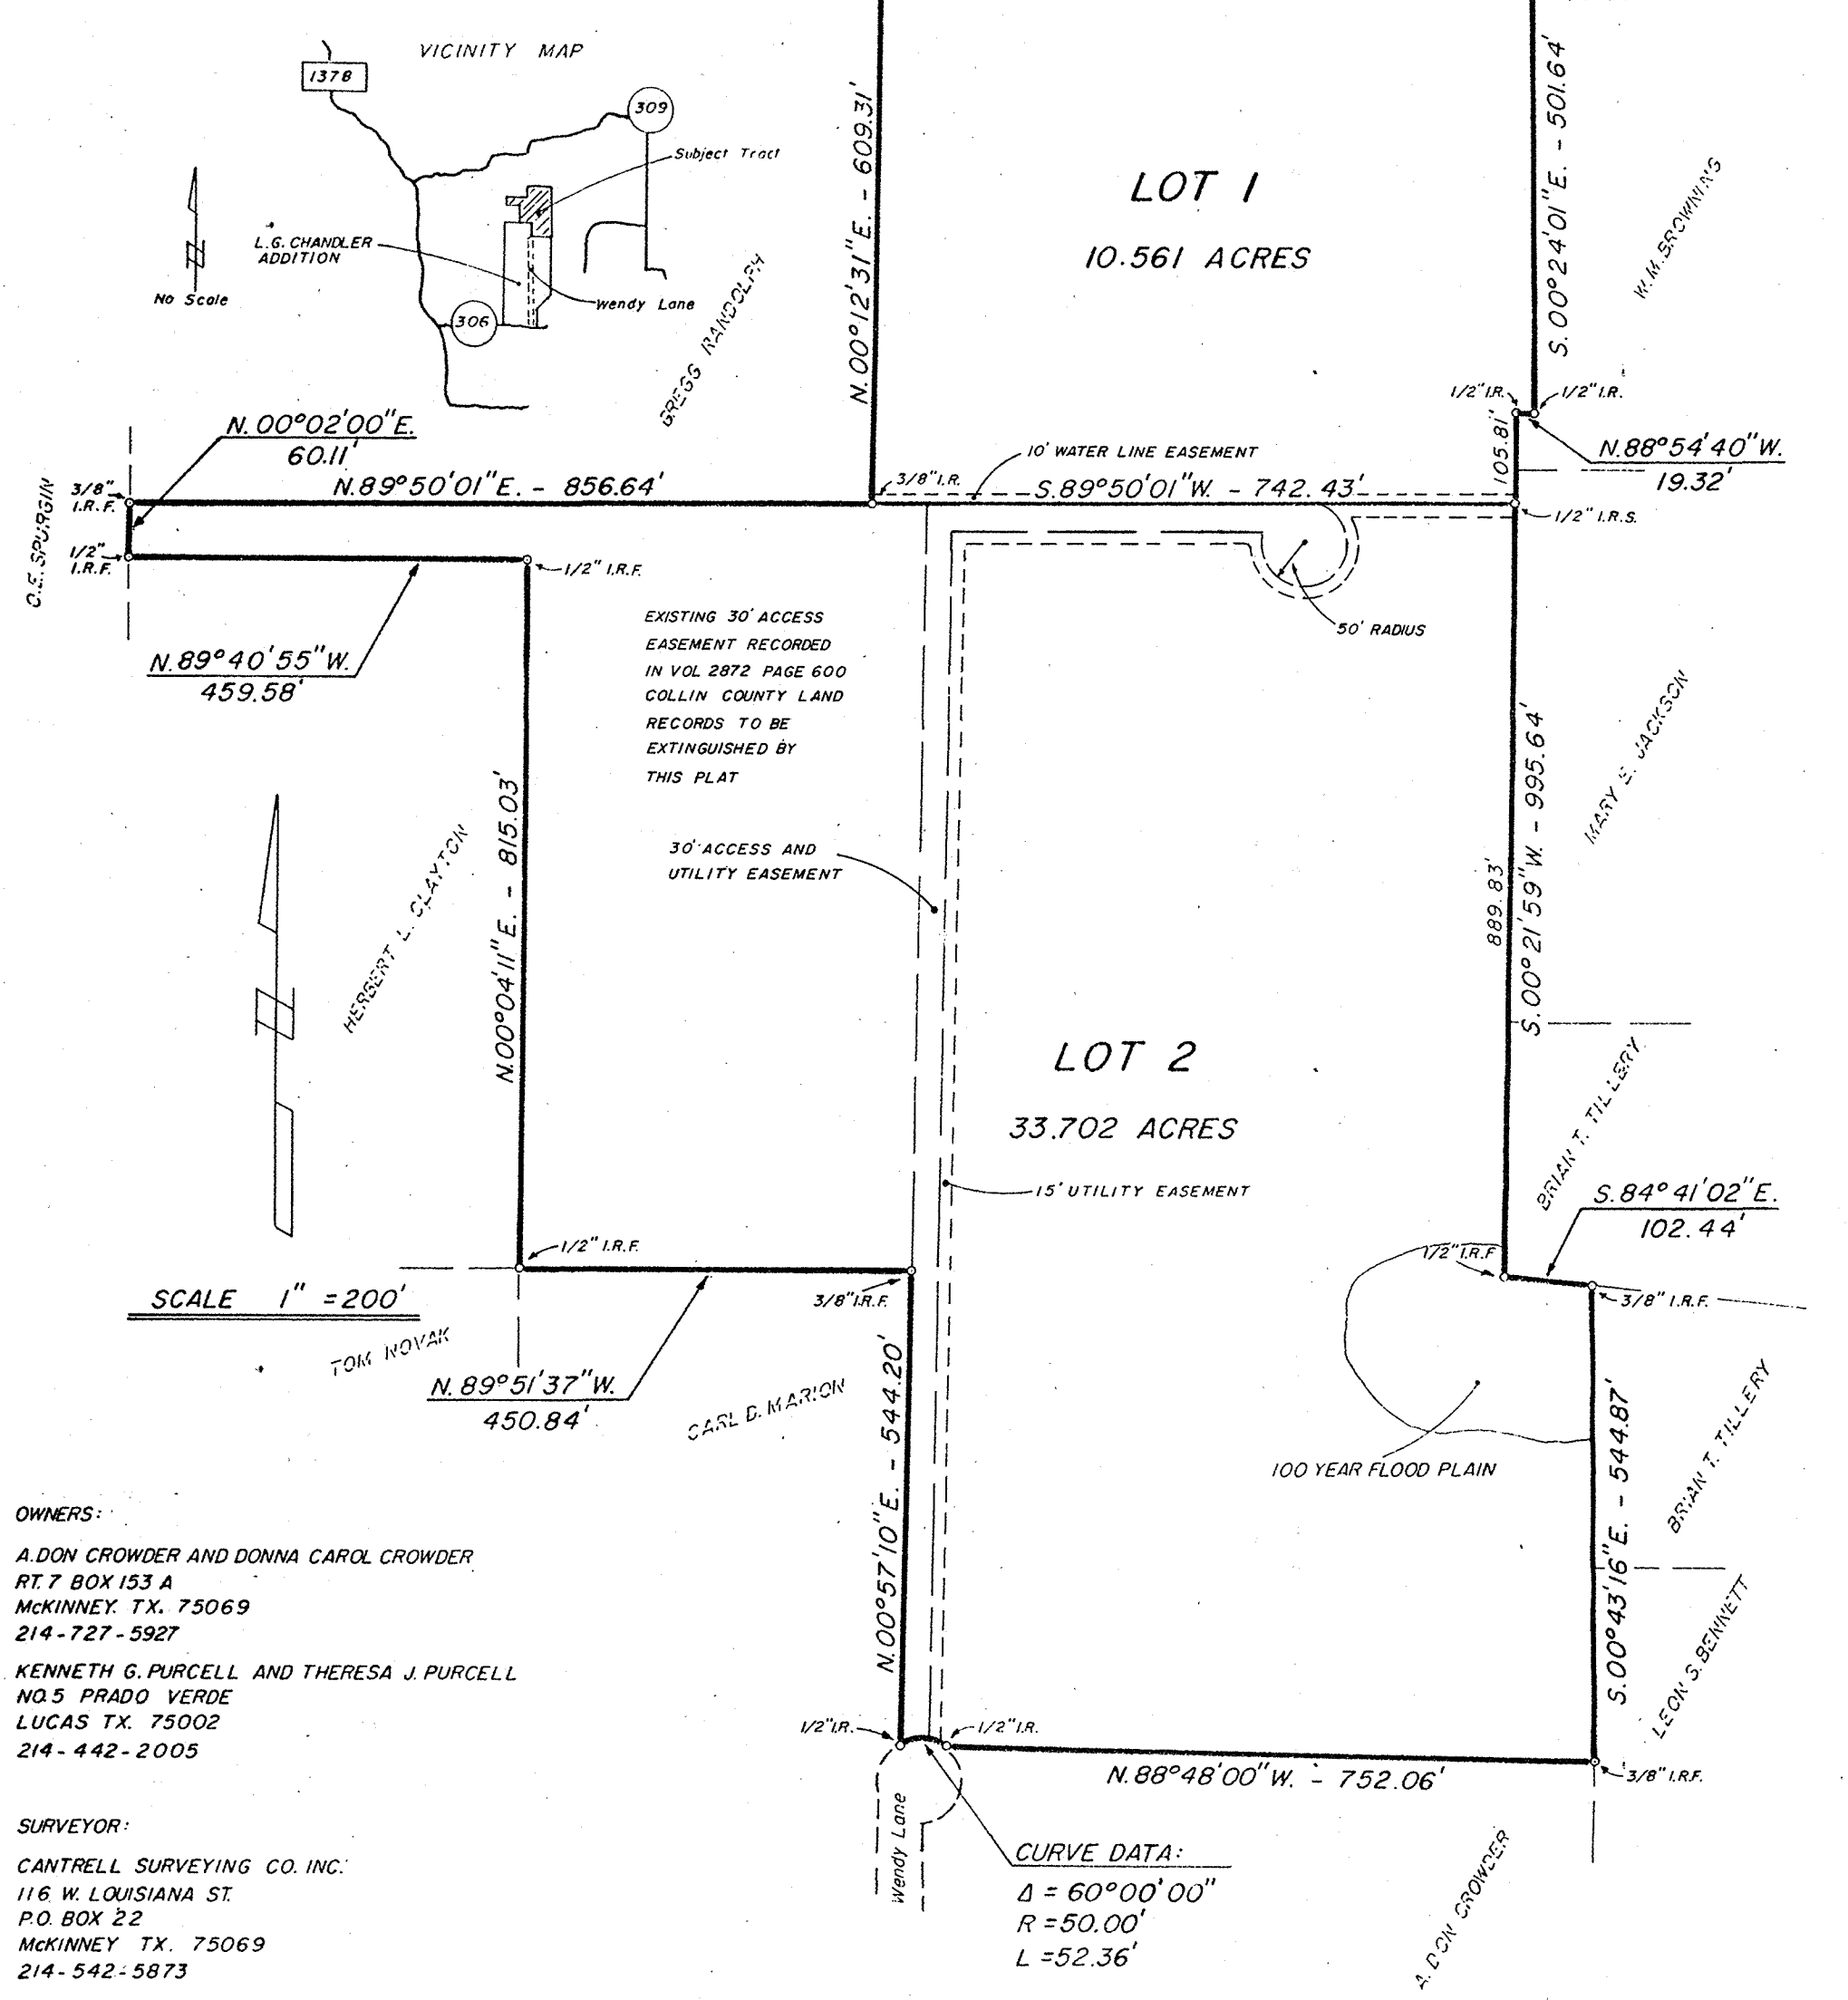 VICINITY MAP
1378
309
Subject Tract
L.G. CHANDLER
ADDITION
No Scale
Wendy Lane
306
GREGG RANDOLPH
N.00°12'31"E. - 609.31'
LOT 1
10.561 ACRES
S.00°24'01"E. - 501.64'
W.M. BROWNING
1/2" I.R.
1/2" I.R.
105.81'
N.88°54'40"W.
19.32'
N.00°02'00"E.
60.11'
10' WATER LINE EASEMENT
3/8"
I.R.F.
N.89°50'01"E. - 856.64'
3/8" I.R.
S.89°50'01"W. - 742.43'
1/2" I.R.S.
O.E. SPURGIN
1/2"
I.R.F.
1/2" I.R.F.
N.89°40'55"W.
459.58'
EXISTING 30' ACCESS
EASEMENT RECORDED
IN VOL 2872 PAGE 600
COLLIN COUNTY LAND
RECORDS TO BE
EXTINGUISHED BY
THIS PLAT
50' RADIUS
30' ACCESS AND
UTILITY EASEMENT
N.00°04'11"E. - 815.03'
HERBERT L. CLAYTON
889.83'
S.00°21'59"W. - 995.64'
MARY E. JACKSON
LOT 2
33.702 ACRES
15' UTILITY EASEMENT
BRIAN T. TILLERY
S.84°41'02"E.
102.44'
1/2" I.R.F.
1/2" I.R.F
3/8" I.R.F.
3/8" I.R.F.
SCALE 1" = 200'
TOM NOVAK
N.89°51'37"W.
450.84'
CARL D. MARION
N.00°57'10"E. - 544.20'
100 YEAR FLOOD PLAIN
S.00°43'16"E. - 544.87'
BRIAN T. TILLERY
LEON S. BENNETT
OWNERS:
A.DON CROWDER AND DONNA CAROL CROWDER
RT. 7 BOX 153 A
McKINNEY. TX. 75069
214-727-5927
KENNETH G. PURCELL AND THERESA J. PURCELL
NO.5 PRADO VERDE
LUCAS TX. 75002
214-442-2005
1/2" I.R.
1/2" I.R.
N.88°48'00"W. - 752.06'
3/8" I.R.F.
Wendy Lane
CURVE DATA:
Δ = 60°00'00"
R = 50.00'
L = 52.36'
A. DON CROWDER
SURVEYOR:
CANTRELL SURVEYING CO. INC.
116 W. LOUISIANA ST.
P.O. BOX 22
McKINNEY TX. 75069
214-542-5873